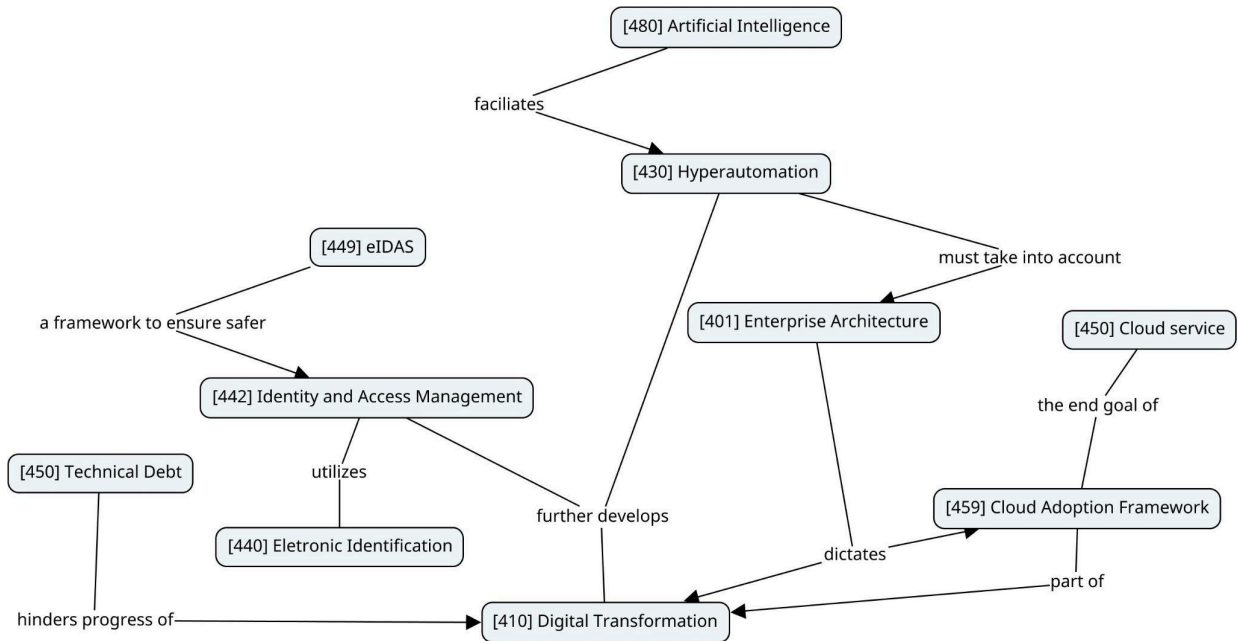 [480] Artificial Intelligence
faciliates
[430] Hyperautomation
[449] eIDAS
must take into account
a framework to ensure safer
[401] Enterprise Architecture
[450] Cloud service
[442] Identity and Access Management
the end goal of
[450] Technical Debt
utilizes
[459] Cloud Adoption Framework
further develops
[440] Eletronic Identification
dictates
part of
hinders progress of
[410] Digital Transformation